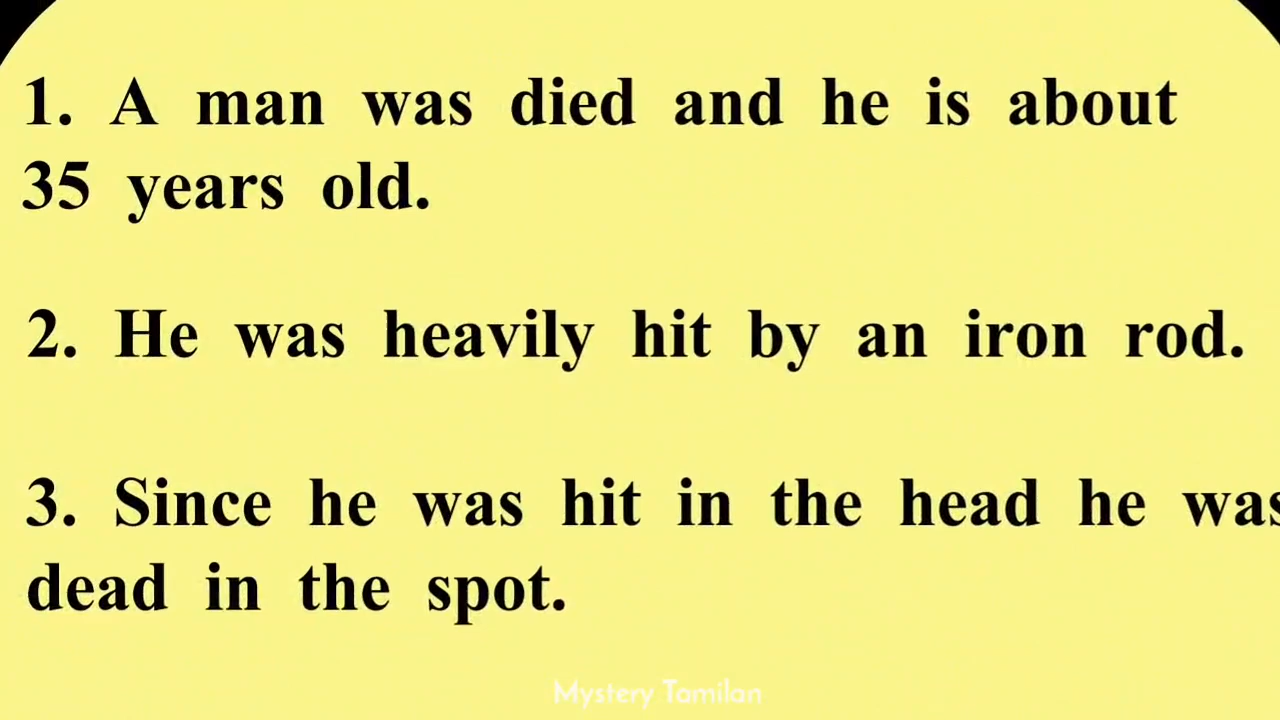 1. A man was died and he is about
35 years old.
2. He was heavily hit by an iron rod.
3. Since he was hit in the head he was
dead in the spot.
Mystery Tamilan